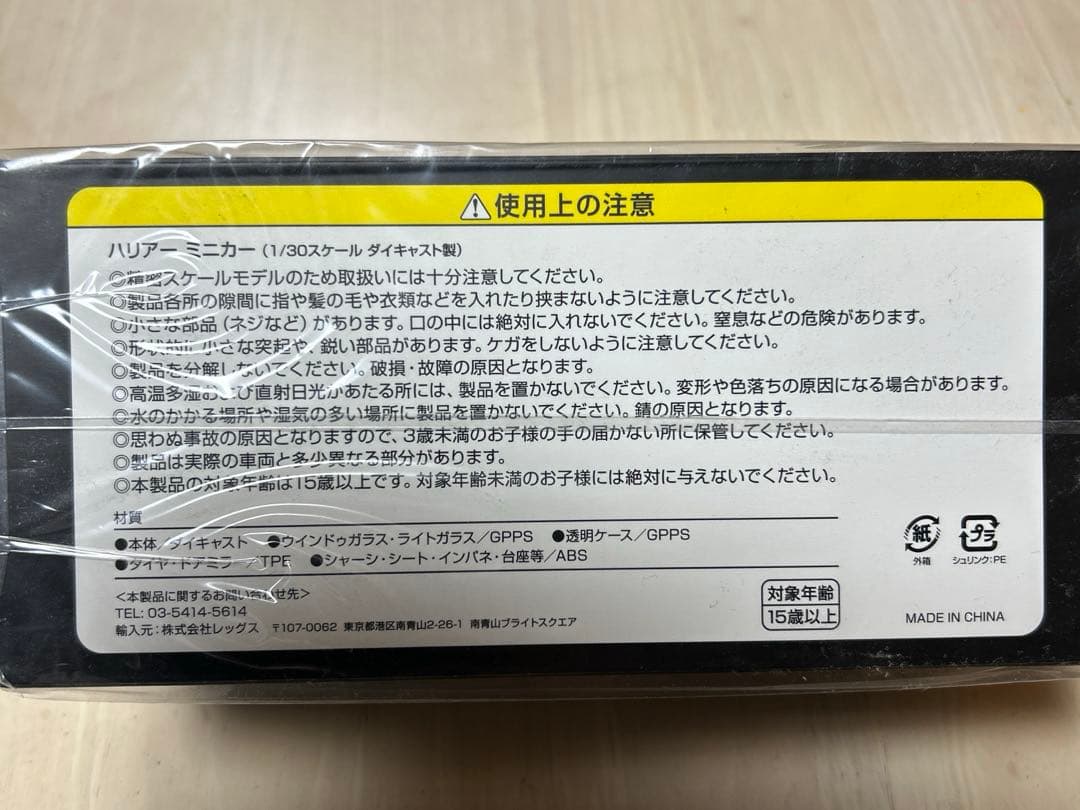 ⚠使用上の注意
ハリアー ミニカー（1/30スケール ダイキャスト製）
◎精密スケールモデルのため取扱いには十分注意してください。
◎製品各所の隙間に指や髪の毛や衣類などを入れたり挟まないように注意してください。
◎小さな部品（ネジなど）があります。口の中には絶対に入れないでください。窒息などの危険があります。
◎形状的に小さな突起や、鋭い部品があります。ケガをしないように注意してください。
◎製品を分解しないでください。破損・故障の原因となります。
◎高温多湿および直射日光があたる所には、製品を置かないでください。変形や色落ちの原因になる場合があります。
◎水のかかる場所や湿気の多い場所に製品を置かないでください。錆の原因となります。
◎思わぬ事故の原因となりますので、3歳未満のお子様の手の届かない所に保管してください。
◎製品は実際の車両と多少異なる部分があります。
◎本製品の対象年齢は15歳以上です。対象年齢未満のお子様には絶対に与えないでください。
材質
●本体／ダイキャスト ●ウインドゥガラス・ライトガラス／GPPS ●透明ケース／GPPS
●タイヤ・ドアミラー／TPE ●シャーシ・シート・インパネ・台座等／ABS
紙 プラ
外箱 シュリンク：PE
＜本製品に関するお問い合わせ先＞
TEL: 03-5414-5614
輸入元：株式会社レッグス 〒107-0062 東京都港区南青山2-26-1 南青山ブライトスクエア
対象年齢
15歳以上
MADE IN CHINA